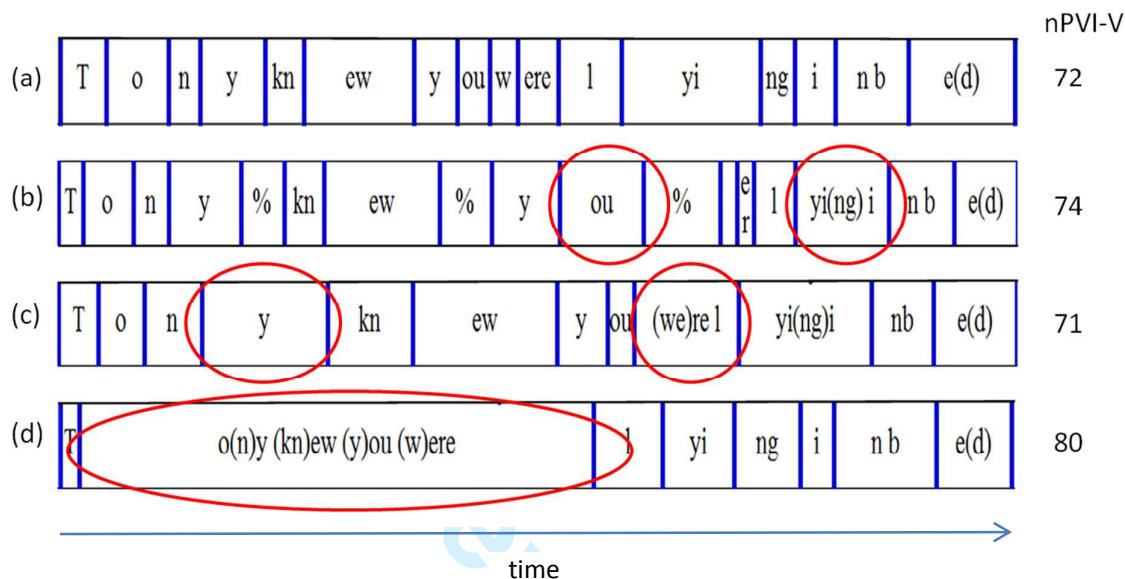 nPVI-V
(a) T o n y kn ew y ou w ere l yi ng i n b e(d) 72
(b) T o n y % kn ew % y ou % er l yi(ng) i n b e(d) 74
(c) T o n y kn ew y ou (we)re l yi(ng)i nb e(d) 71
(d) T o(n)y (kn)ew (y)ou (w)ere l yi ng i n b e(d) 80
time